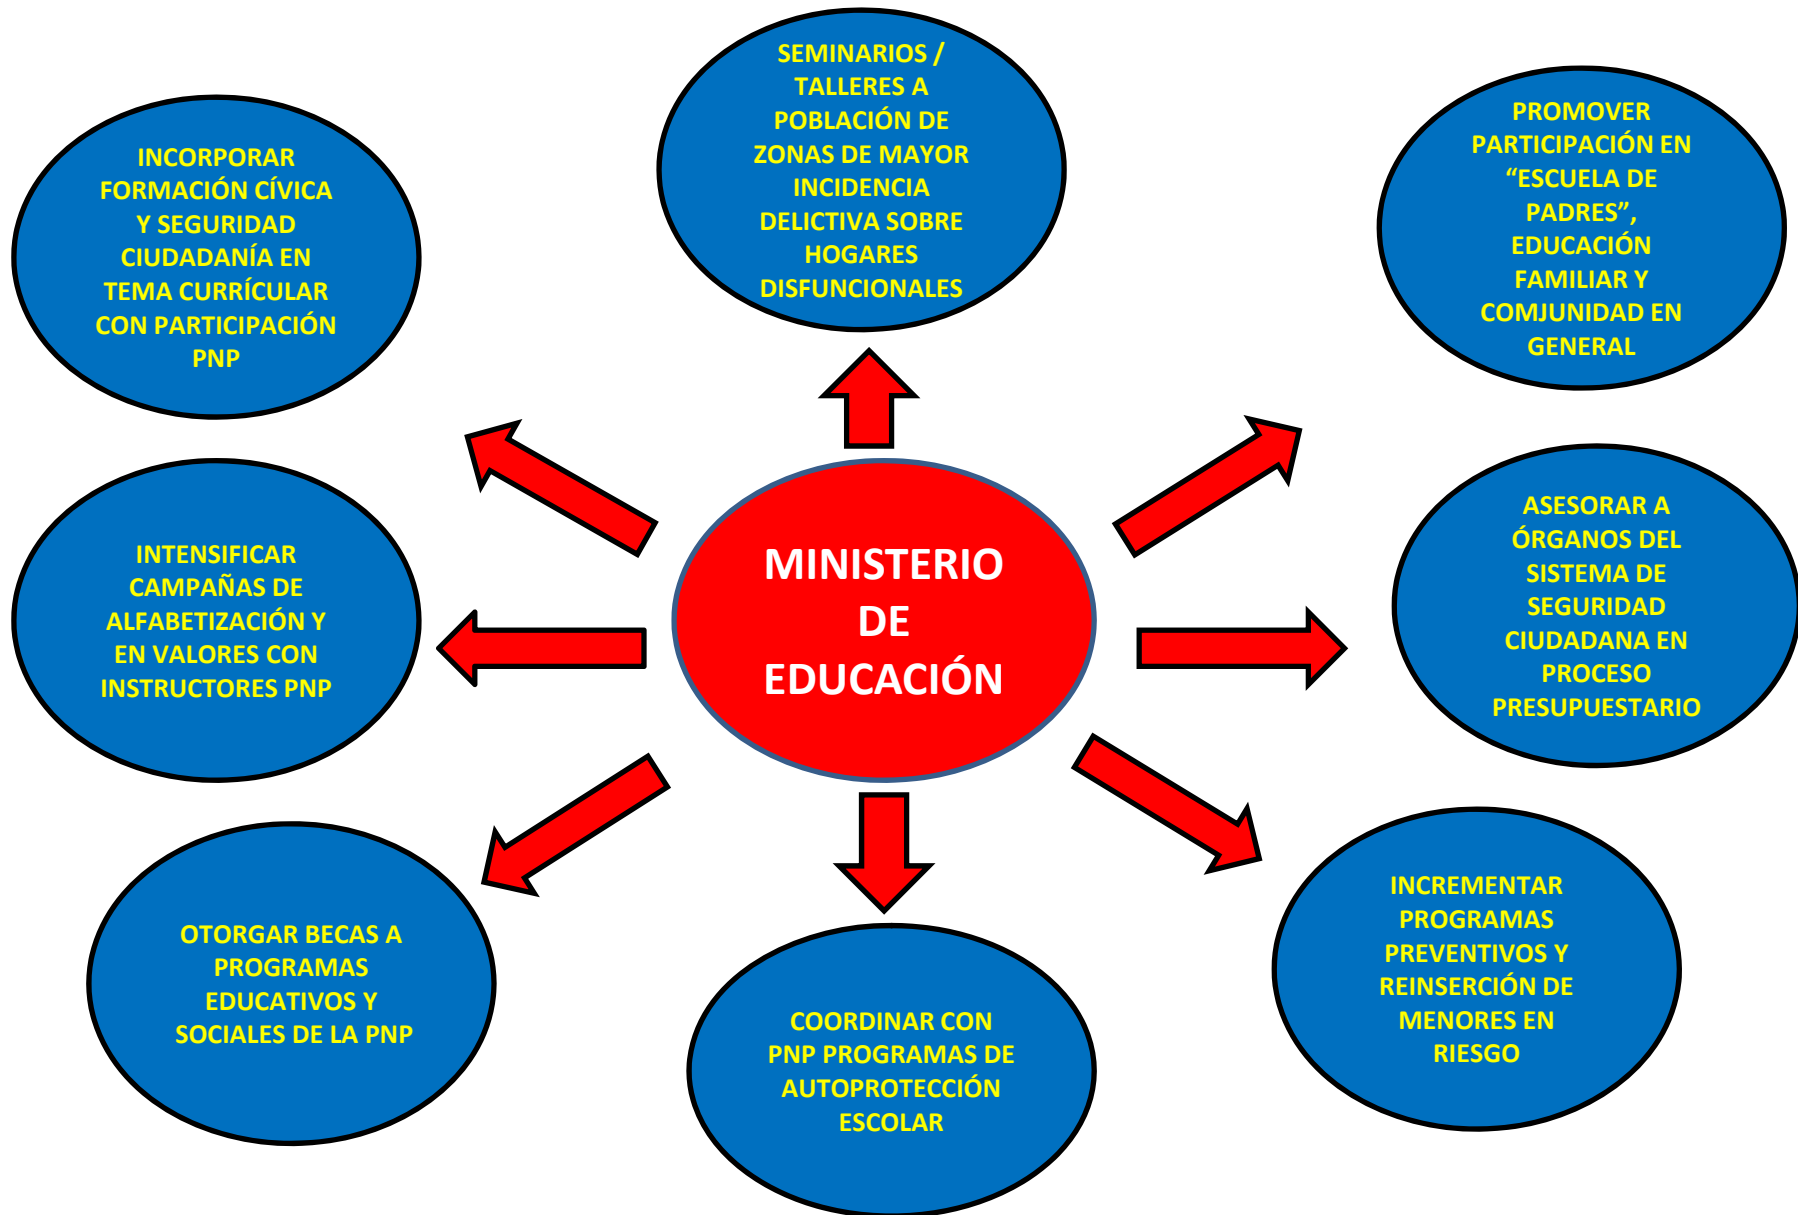 SEMINARIOS /
TALLERES A
POBLACIÓN DE
ZONAS DE MAYOR
INCIDENCIA
DELICTIVA SOBRE
HOGARES
DISFUNCIONALES
INCORPORAR
FORMACIÓN CÍVICA
Y SEGURIDAD
CIUDADANÍA EN
TEMA CURRÍCULAR
CON PARTICIPACIÓN
PNP
PROMOVER
PARTICIPACIÓN EN
“ESCUELA DE
PADRES”,
EDUCACIÓN
FAMILIAR Y
COMJUNIDAD EN
GENERAL
INTENSIFICAR
CAMPAÑAS DE
ALFABETIZACIÓN Y
EN VALORES CON
INSTRUCTORES PNP
MINISTERIO
DE
EDUCACIÓN
ASESORAR A
ÓRGANOS DEL
SISTEMA DE
SEGURIDAD
CIUDADANA EN
PROCESO
PRESUPUESTARIO
OTORGAR BECAS A
PROGRAMAS
EDUCATIVOS Y
SOCIALES DE LA PNP
COORDINAR CON
PNP PROGRAMAS DE
AUTOPROTECCIÓN
ESCOLAR
INCREMENTAR
PROGRAMAS
PREVENTIVOS Y
REINSERCIÓN DE
MENORES EN
RIESGO